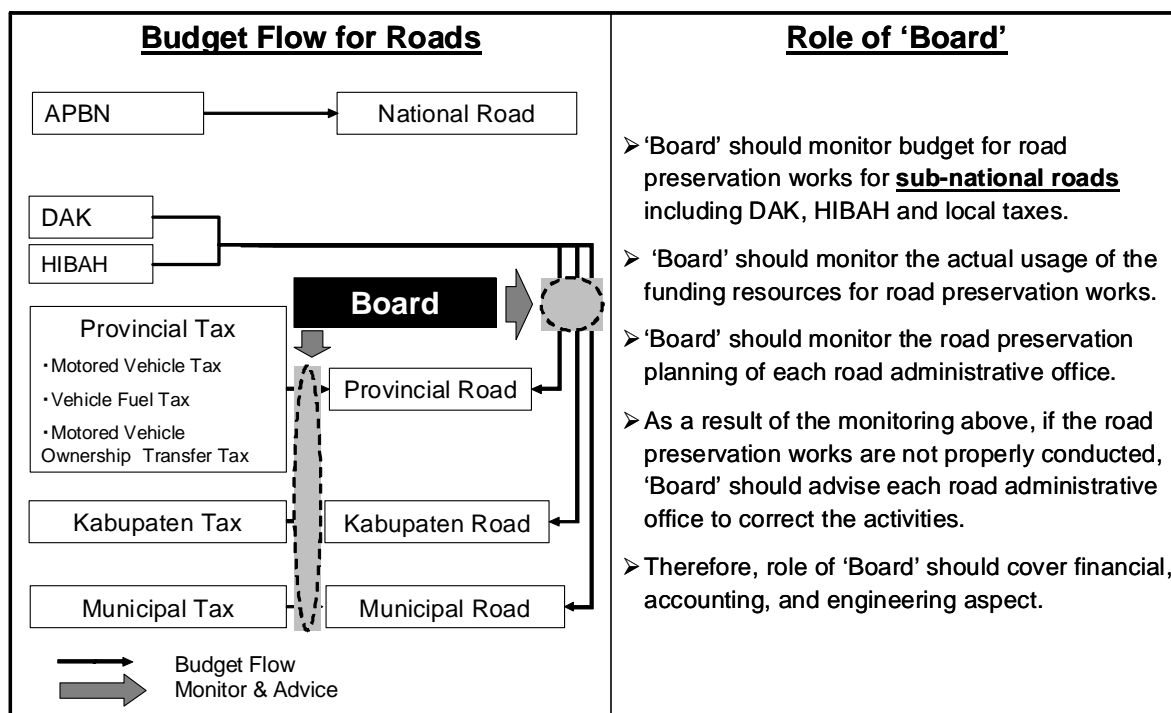 Budget Flow for Roads
APBN
National Road
DAK
HIBAH
Board
Provincial Tax
・Motored Vehicle Tax
・Vehicle Fuel Tax
・Motored Vehicle
Ownership Transfer Tax
Provincial Road
Kabupaten Tax
Kabupaten Road
Municipal Tax
Municipal Road
Budget Flow
Monitor & Advice
Role of ‘Board’
➢ ‘Board’ should monitor budget for road
preservation works for sub-national roads
including DAK, HIBAH and local taxes.
➢ ‘Board’ should monitor the actual usage of the
funding resources for road preservation works.
➢ ‘Board’ should monitor the road preservation
planning of each road administrative office.
➢ As a result of the monitoring above, if the road
preservation works are not properly conducted,
‘Board’ should advise each road administrative
office to correct the activities.
➢ Therefore, role of ‘Board’ should cover financial,
accounting, and engineering aspect.